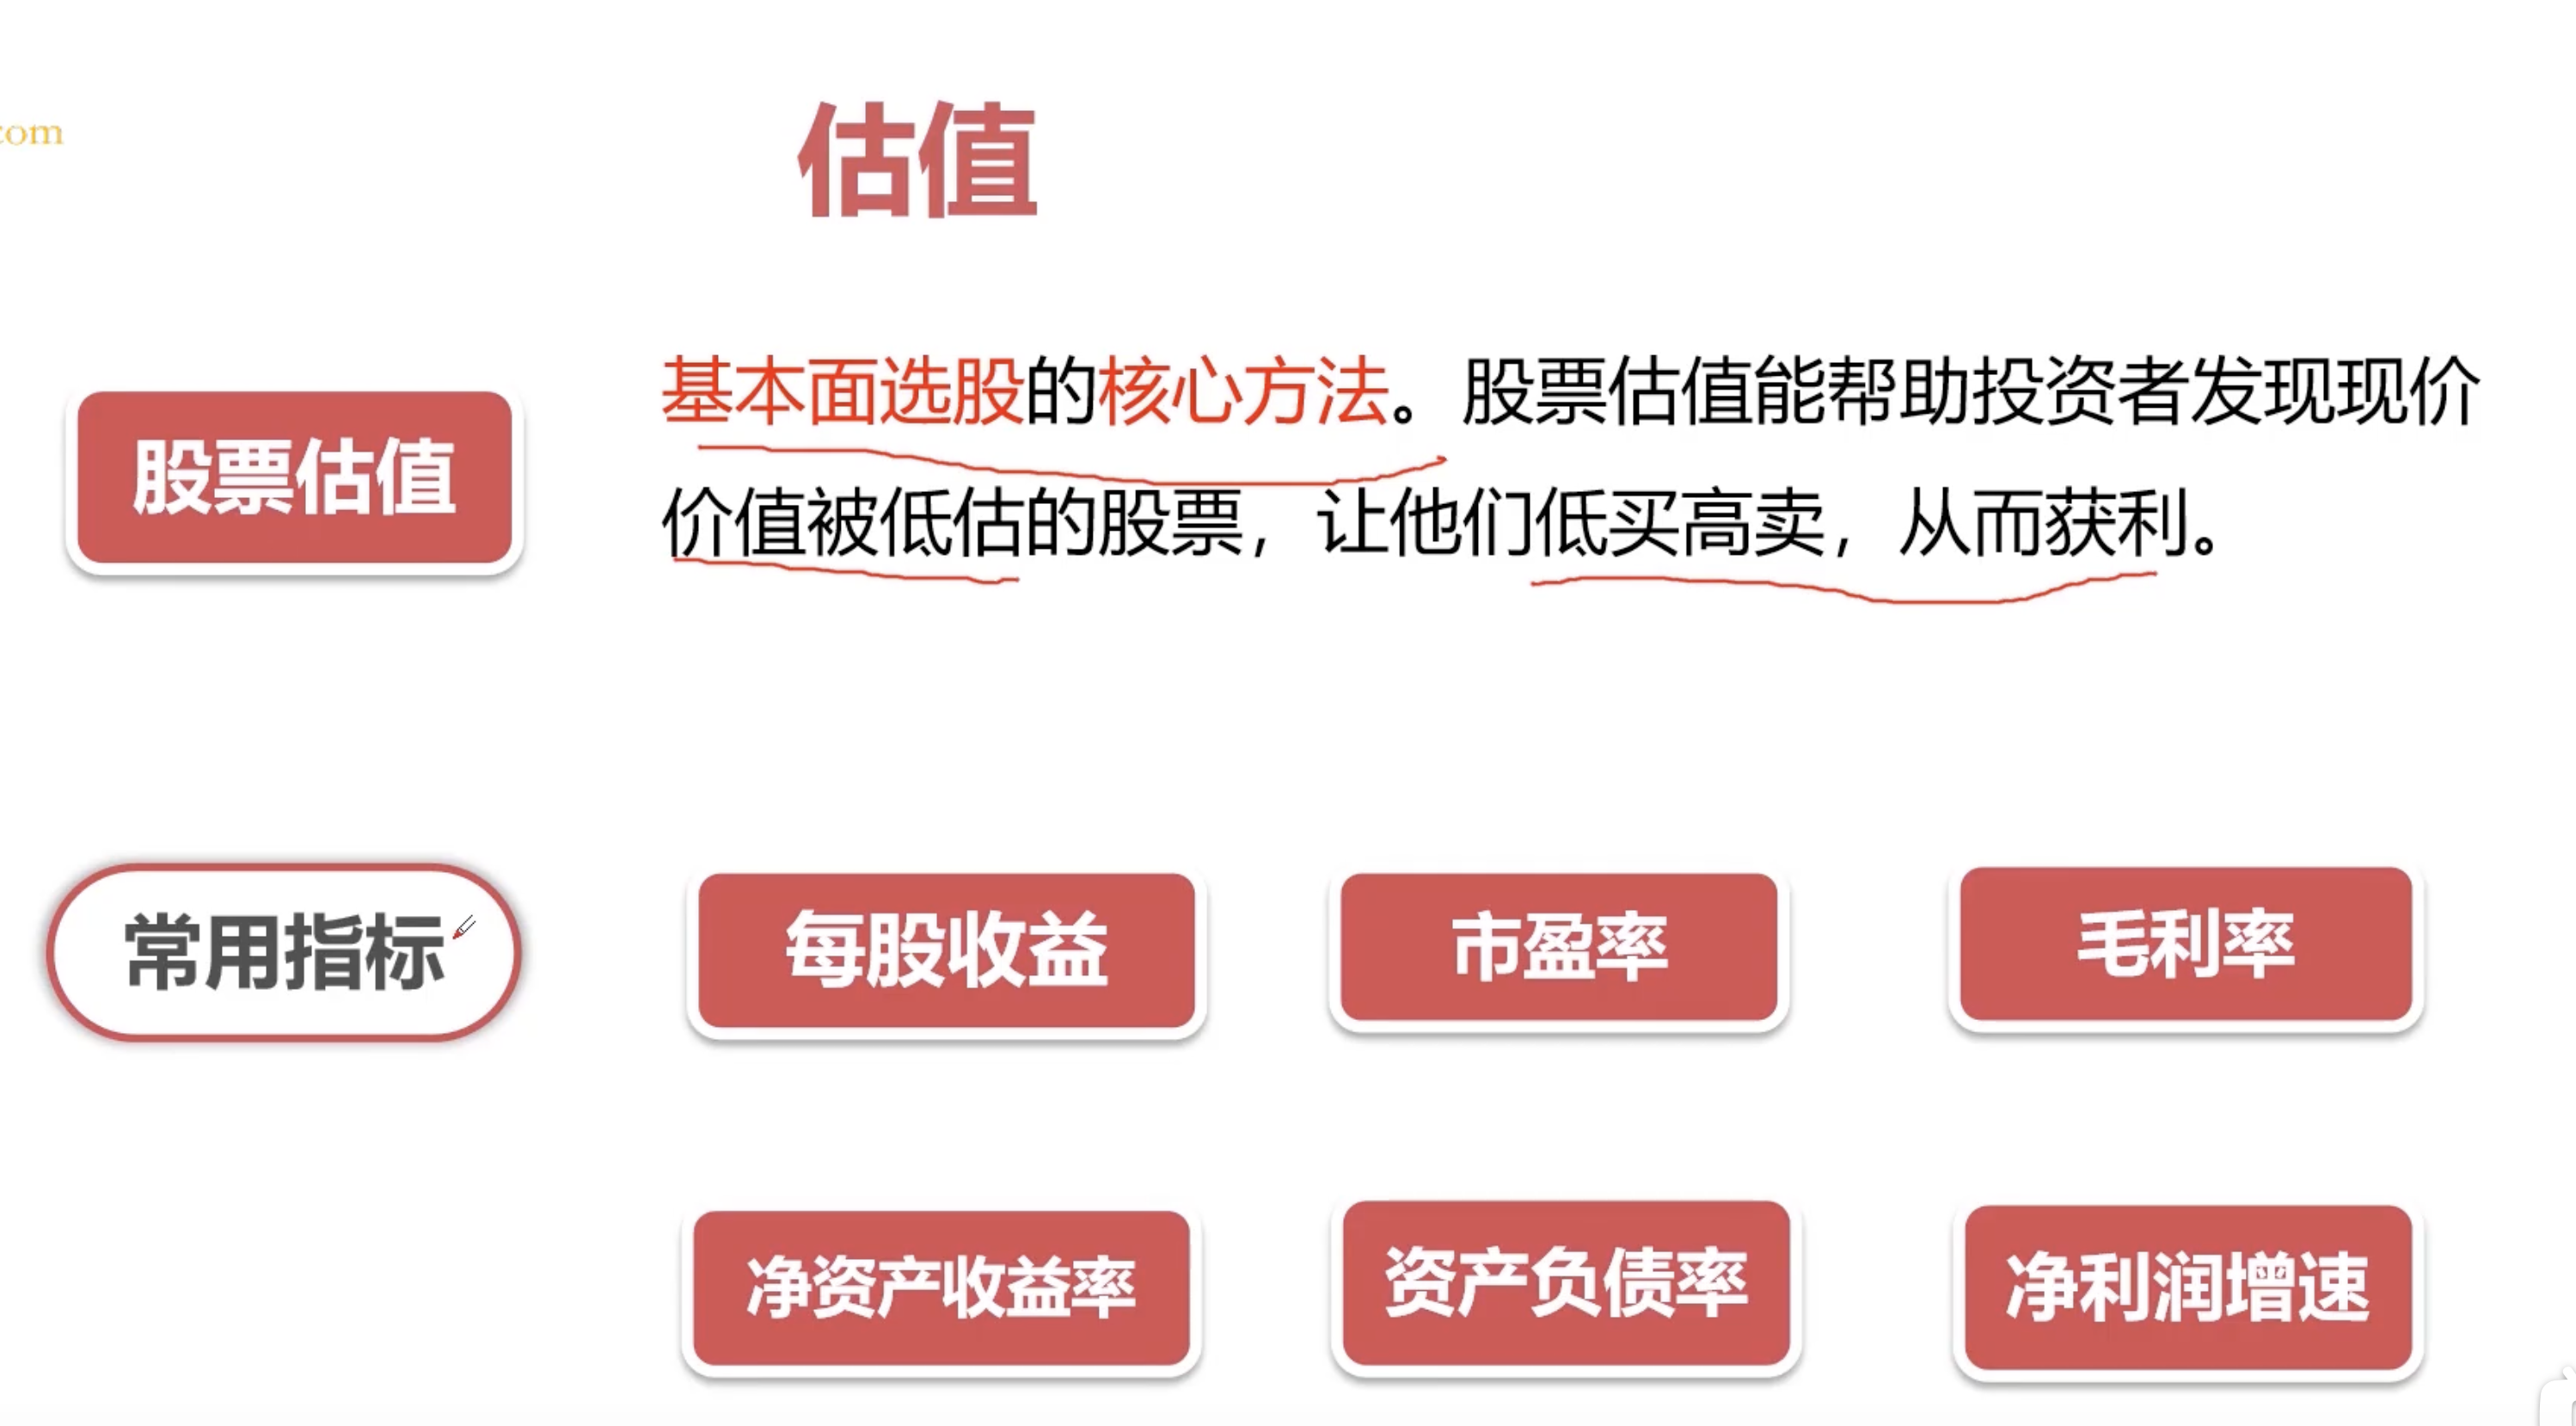 估值
com
基本面选股的核心方法。股票估值能帮助投资者发现现价
股票估值
价值被低估的股票，让他们低买高卖，从而获利。
常用指标
每股收益
市盈率
毛利率
净资产收益率
资产负债率
净利润增速